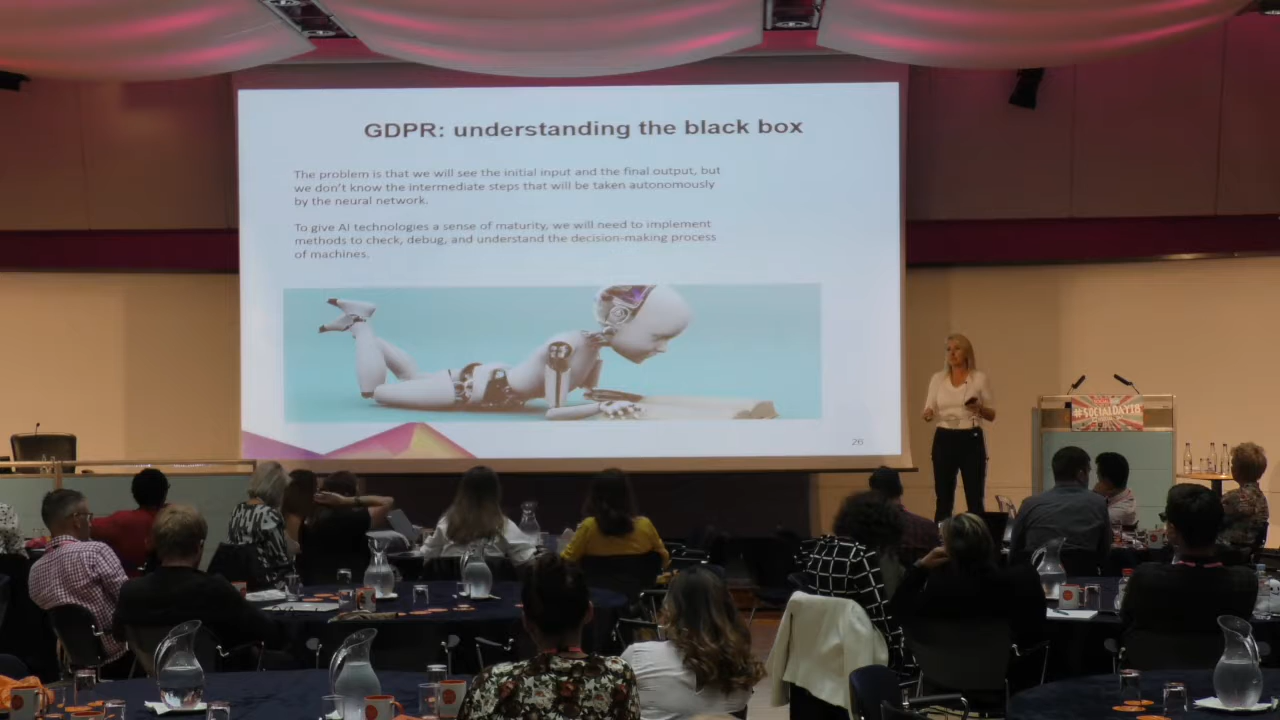 GDPR: understanding the black box
The problem is that we will see the initial input and the final output, but
we don't know the intermediate steps that will be taken autonomously
by the neural network.
To give AI technologies a sense of maturity, we will need to implement
methods to check, debug, and understand the decision-making process
of machines.
26
#SOCIALDAY18